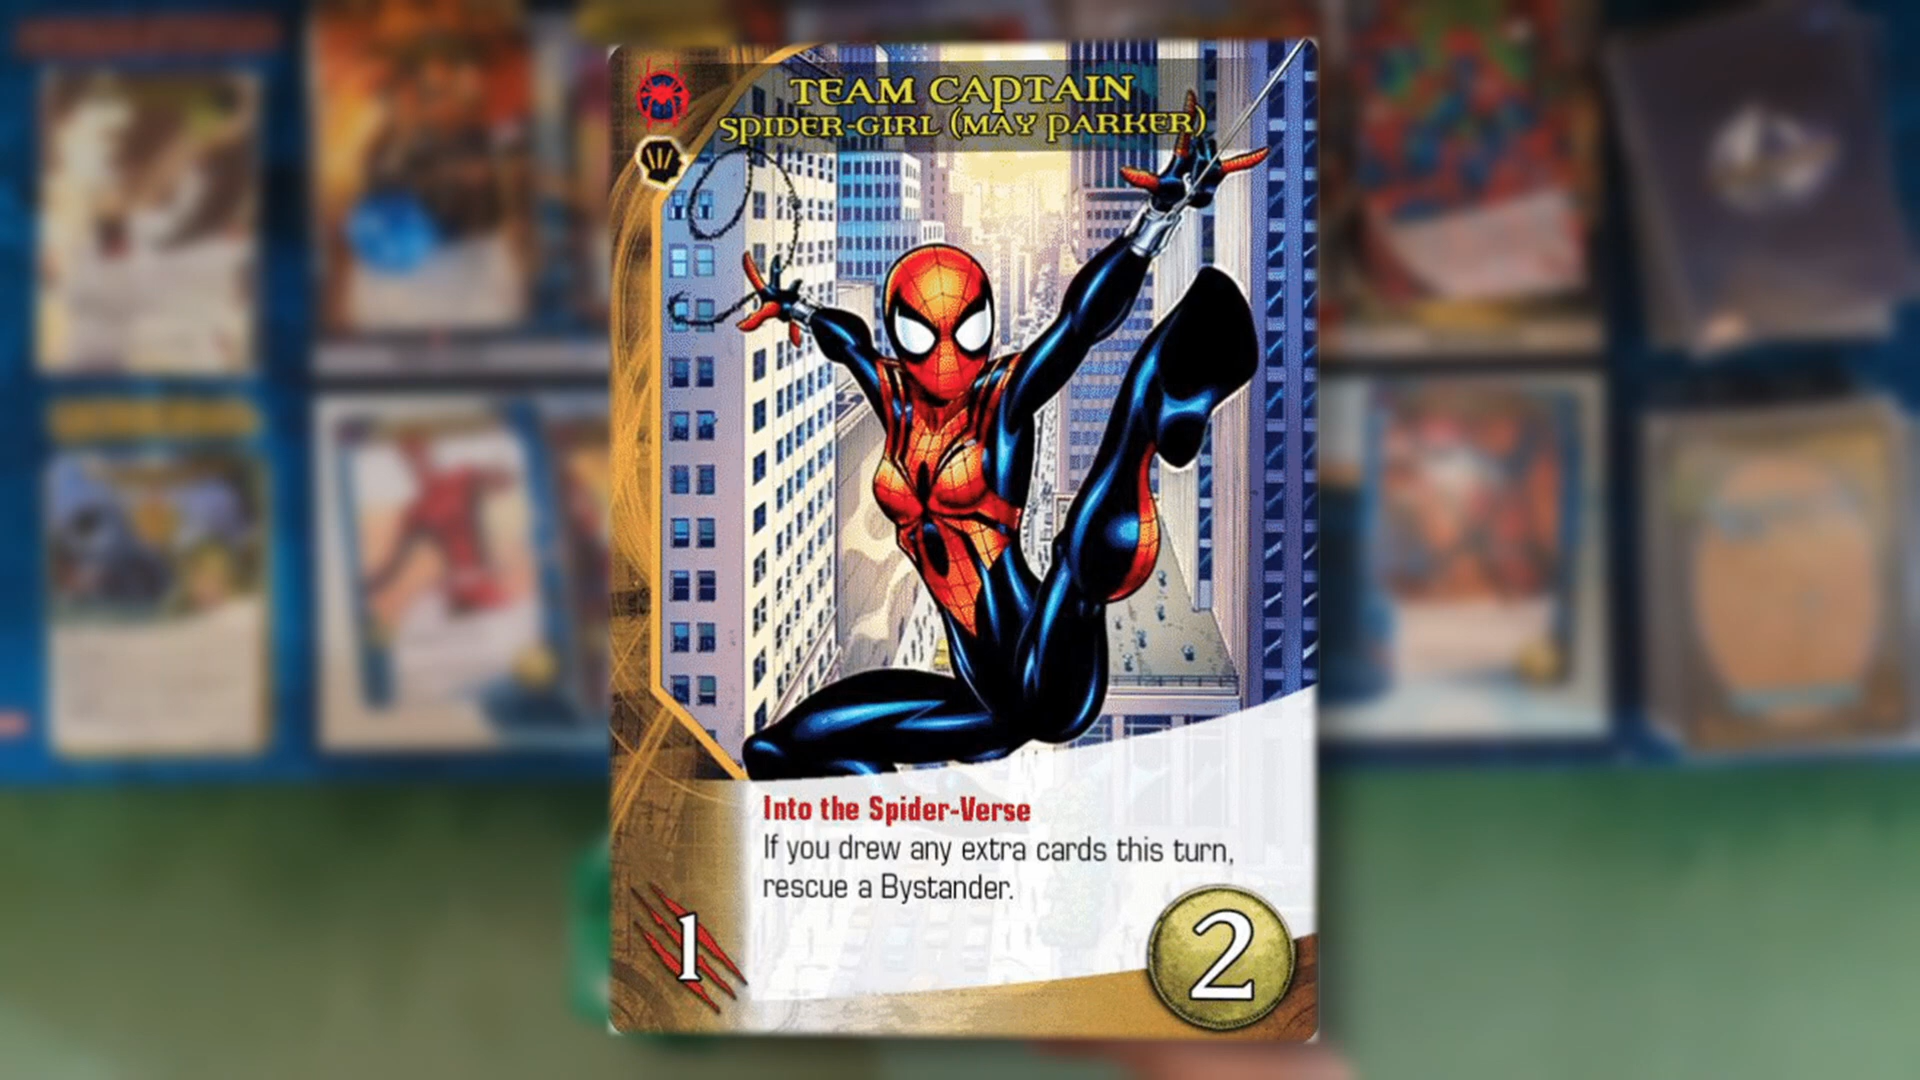 TEAM CAPTAIN
SPIDER-GIRL (MAY PARKER)
Into the Spider-Verse
If you drew any extra cards this turn,
rescue a Bystander.
1
2